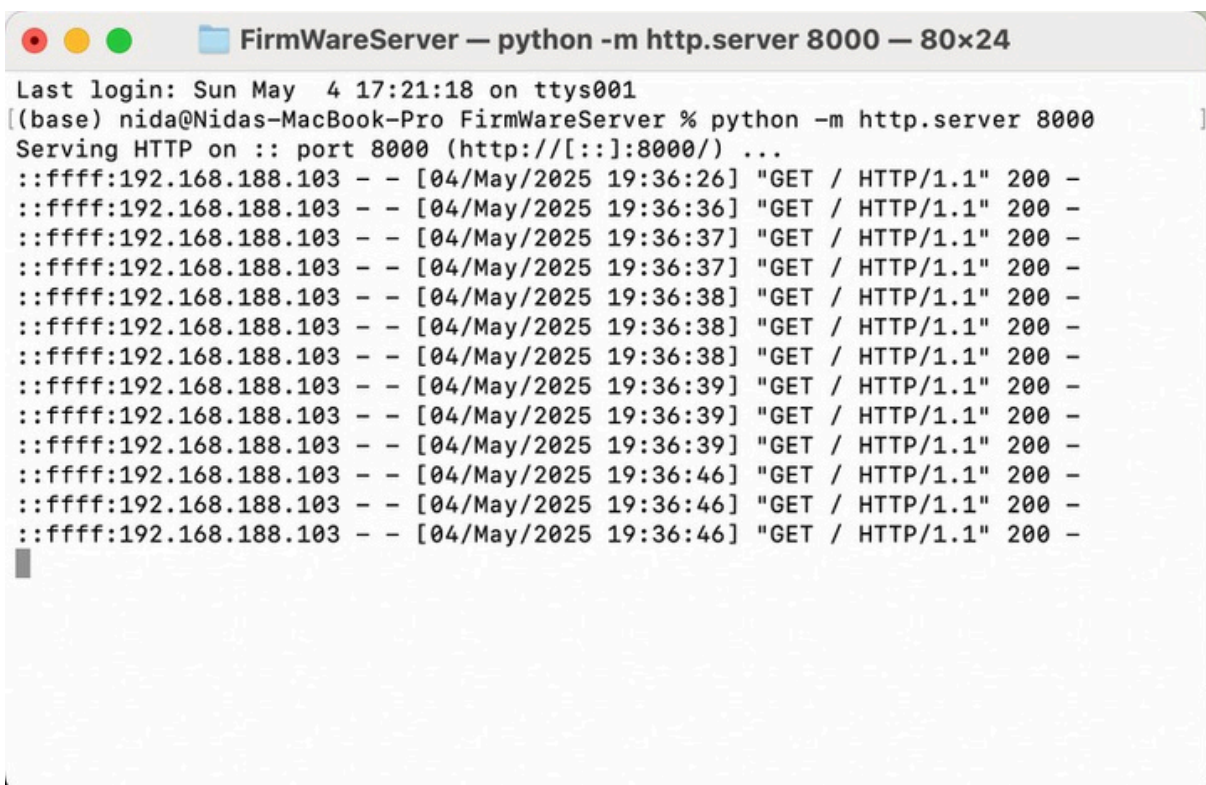 FirmWareServer — python -m http.server 8000 — 80×24
Last login: Sun May  4 17:21:18 on ttys001
[(base) nida@Nidas-MacBook-Pro FirmWareServer % python -m http.server 8000 ]
Serving HTTP on :: port 8000 (http://[::]:8000/) ...
::ffff:192.168.188.103 - - [04/May/2025 19:36:26] "GET / HTTP/1.1" 200 -
::ffff:192.168.188.103 - - [04/May/2025 19:36:36] "GET / HTTP/1.1" 200 -
::ffff:192.168.188.103 - - [04/May/2025 19:36:37] "GET / HTTP/1.1" 200 -
::ffff:192.168.188.103 - - [04/May/2025 19:36:37] "GET / HTTP/1.1" 200 -
::ffff:192.168.188.103 - - [04/May/2025 19:36:38] "GET / HTTP/1.1" 200 -
::ffff:192.168.188.103 - - [04/May/2025 19:36:38] "GET / HTTP/1.1" 200 -
::ffff:192.168.188.103 - - [04/May/2025 19:36:38] "GET / HTTP/1.1" 200 -
::ffff:192.168.188.103 - - [04/May/2025 19:36:39] "GET / HTTP/1.1" 200 -
::ffff:192.168.188.103 - - [04/May/2025 19:36:39] "GET / HTTP/1.1" 200 -
::ffff:192.168.188.103 - - [04/May/2025 19:36:39] "GET / HTTP/1.1" 200 -
::ffff:192.168.188.103 - - [04/May/2025 19:36:46] "GET / HTTP/1.1" 200 -
::ffff:192.168.188.103 - - [04/May/2025 19:36:46] "GET / HTTP/1.1" 200 -
::ffff:192.168.188.103 - - [04/May/2025 19:36:46] "GET / HTTP/1.1" 200 -